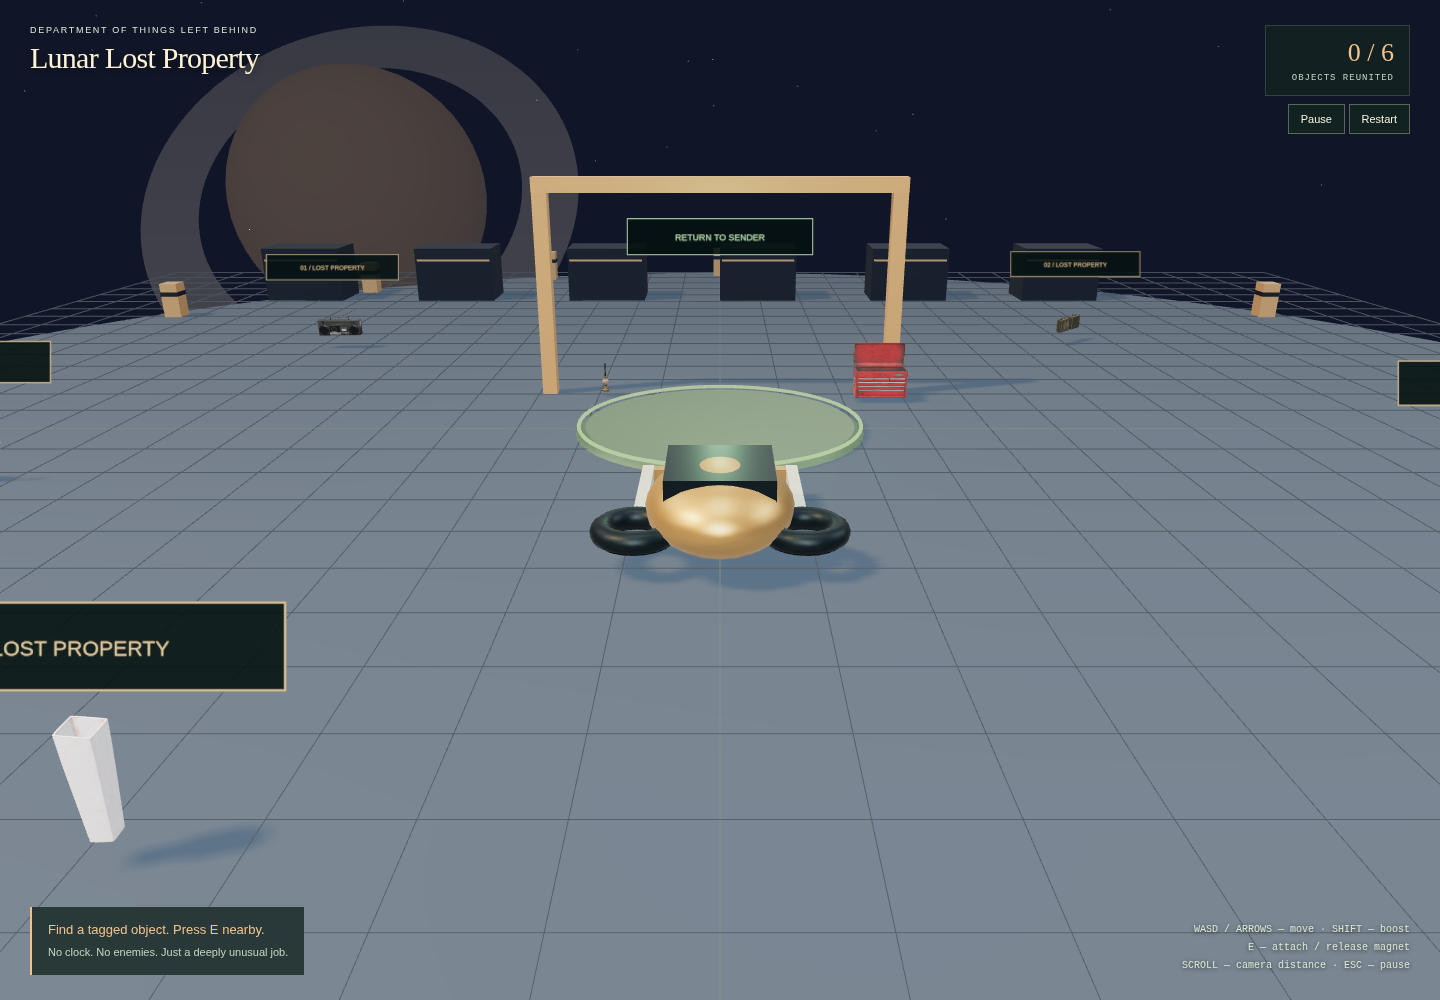 DEPARTMENT OF THINGS LEFT BEHIND
Lunar Lost Property
0 / 6
OBJECTS REUNITED
Pause
Restart
RETURN TO SENDER
01 / LOST PROPERTY
02 / LOST PROPERTY
LOST PROPERTY
Find a tagged object. Press E nearby.
No clock. No enemies. Just a deeply unusual job.
WASD / ARROWS — move · SHIFT — boost
E — attach / release magnet
SCROLL — camera distance · ESC — pause